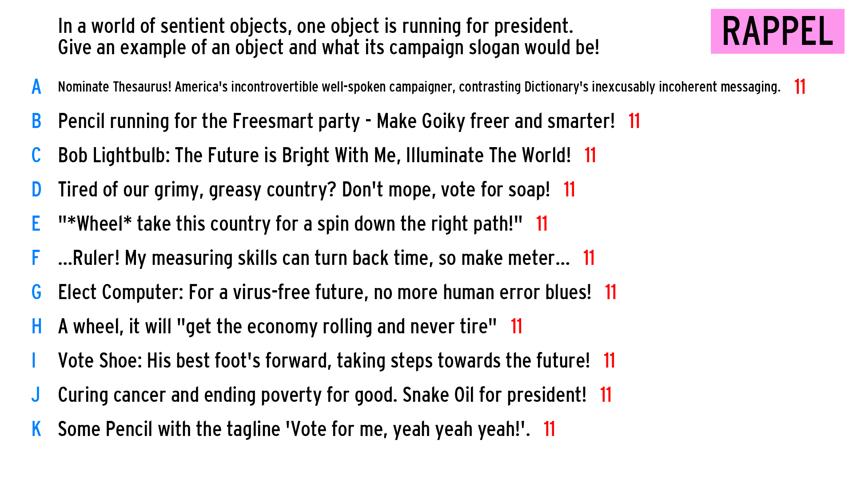 In a world of sentient objects, one object is running for president.
Give an example of an object and what its campaign slogan would be!
RAPPEL
A Nominate Thesaurus! America's incontrovertible well-spoken campaigner, contrasting Dictionary's inexcusably incoherent messaging. 11
B Pencil running for the Freesmart party - Make Goiky freer and smarter! 11
C Bob Lightbulb: The Future is Bright With Me, Illuminate The World! 11
D Tired of our grimy, greasy country? Don't mope, vote for soap! 11
E "*Wheel* take this country for a spin down the right path!" 11
F ...Ruler! My measuring skills can turn back time, so make meter... 11
G Elect Computer: For a virus-free future, no more human error blues! 11
H A wheel, it will "get the economy rolling and never tire" 11
I Vote Shoe: His best foot's forward, taking steps towards the future! 11
J Curing cancer and ending poverty for good. Snake Oil for president! 11
K Some Pencil with the tagline 'Vote for me, yeah yeah yeah!'. 11